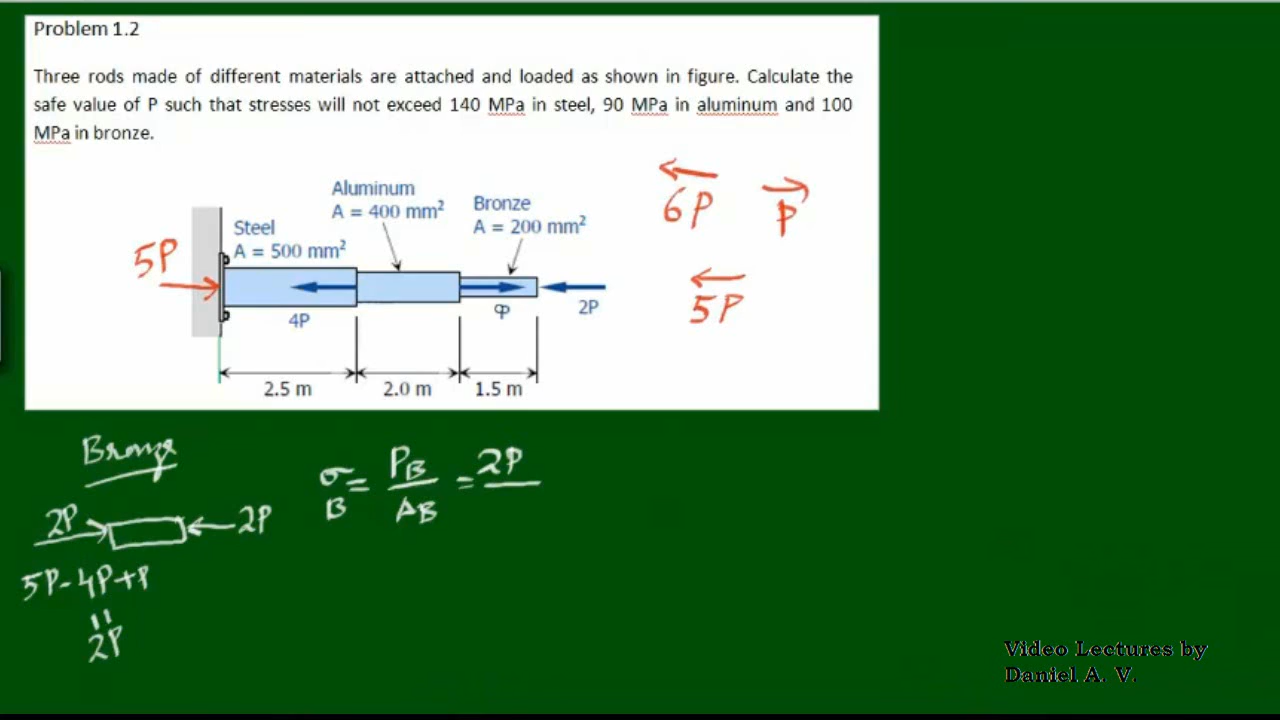 Problem 1.2
Three rods made of different materials are attached and loaded as shown in figure. Calculate the
safe value of P such that stresses will not exceed 140 MPa in steel, 90 MPa in aluminum and 100
MPa in bronze.
Aluminum
A = 400 mm²
Bronze
A = 200 mm²
Steel
A = 500 mm²
6P
P
5P
5P
4P
P
2P
2.5 m
2.0 m
1.5 m
Bronze
σB = PB/AB = 2P
2P
2P
5P-4P+P
=
2P
Video Lectures by
Daniel A. V.